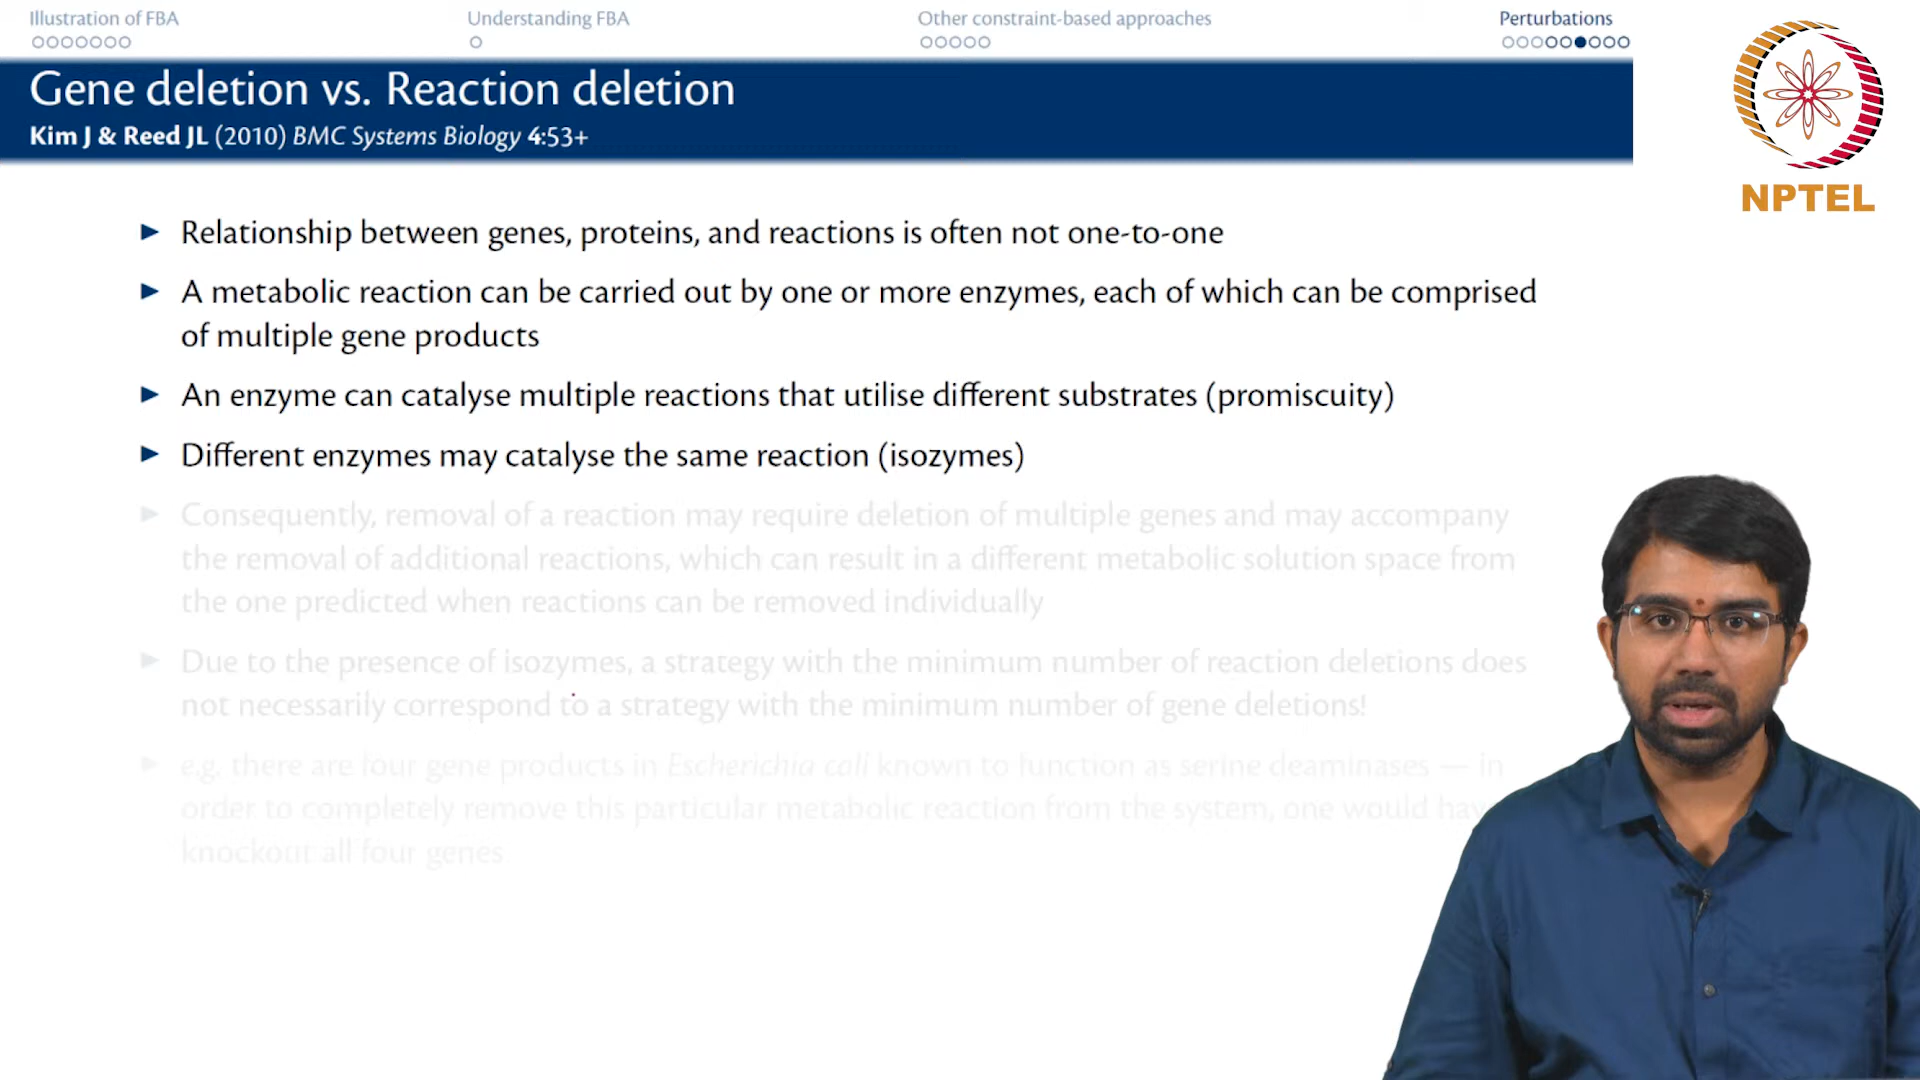 Illustration of FBA
Understanding FBA
Other constraint-based approaches
Perturbations
Gene deletion vs. Reaction deletion
Kim J & Reed JL (2010) BMC Systems Biology 4:53+
NPTEL
Relationship between genes, proteins, and reactions is often not one-to-one
A metabolic reaction can be carried out by one or more enzymes, each of which can be comprised
of multiple gene products
An enzyme can catalyse multiple reactions that utilise different substrates (promiscuity)
Different enzymes may catalyse the same reaction (isozymes)
Consequently, removal of a reaction may require deletion of multiple genes and may accompany
the removal of additional reactions, which can result in a different metabolic solution space from
the one predicted when reactions can be removed individually
Due to the presence of isozymes, a strategy with the minimum number of reaction deletions does
not necessarily correspond to a strategy with the minimum number of gene deletions!
e.g. there are four gene products in Escherichia coli known to function as serine deaminases — in
order to completely remove this particular metabolic reaction from the system, one would
knockout all four genes